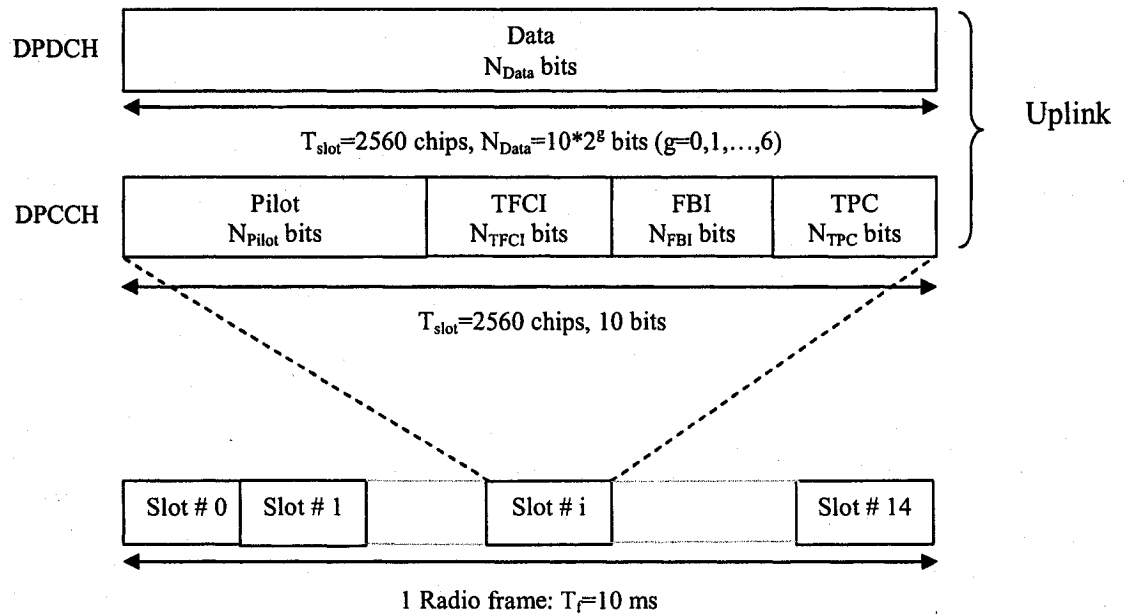 DPDCH
Data
N_Data bits
Uplink
T_slot=2560 chips, N_Data=10*2^g bits (g=0,1,...,6)
DPCCH
Pilot
N_Pilot bits
TFCI
N_TFCI bits
FBI
N_FBI bits
TPC
N_TPC bits
T_slot=2560 chips, 10 bits
Slot # 0
Slot # 1
Slot # i
Slot # 14
1 Radio frame: T_f=10 ms